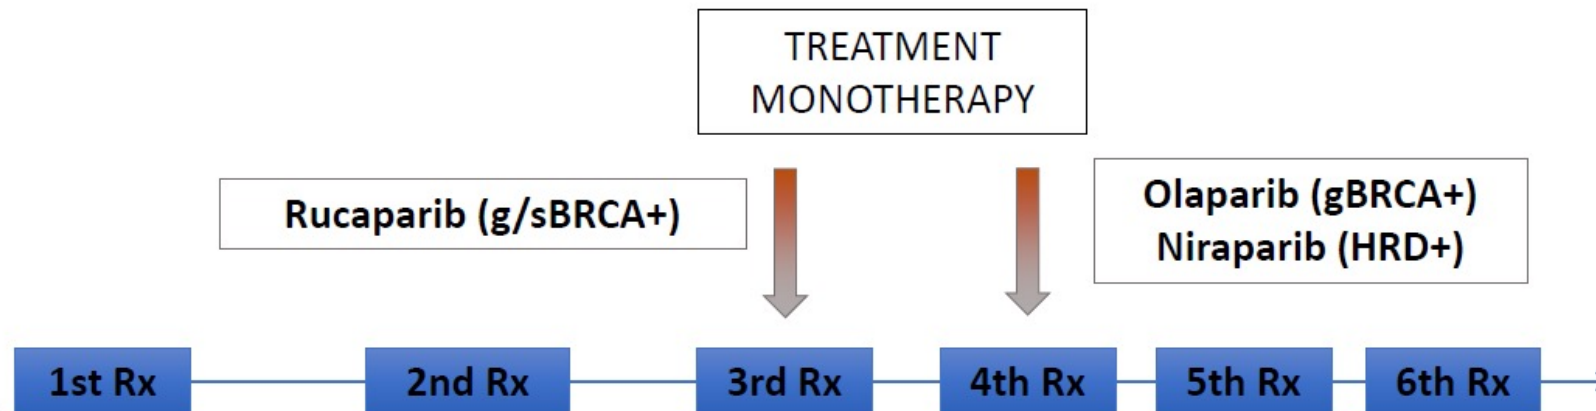 TREATMENT
MONOTHERAPY
Rucaparib (g/sBRCA+)
Olaparib (gBRCA+)
Niraparib (HRD+)
1st Rx
2nd Rx
3rd Rx
4th Rx
5th Rx
6th Rx